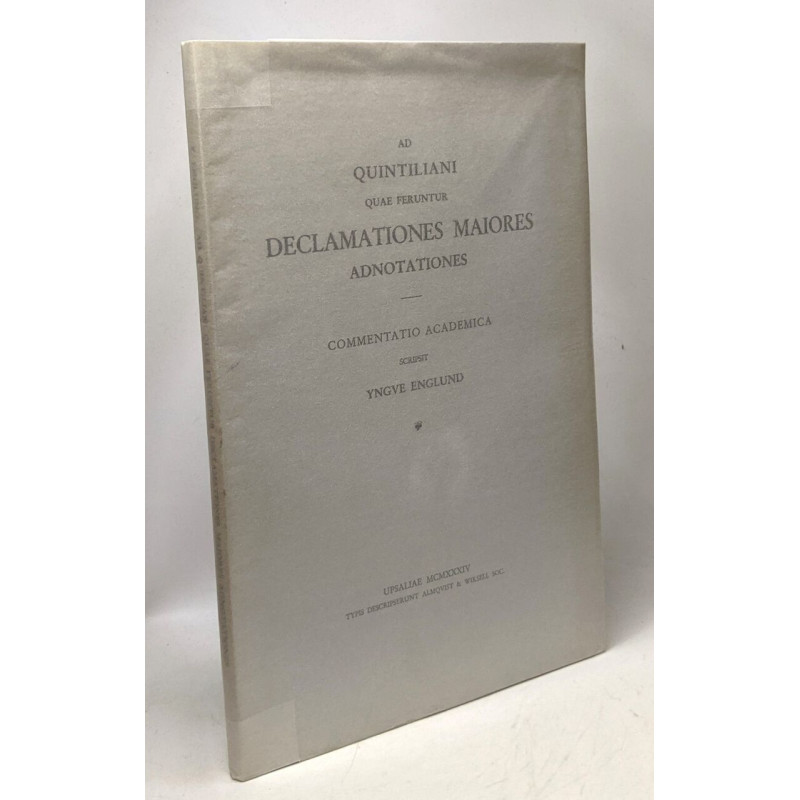 AD
QUINTILIANI
QUAE FERUNTUR
DECLAMATIONES MAIORES
ADNOTATIONES
COMMENTATIO ACADEMICA
SCRIPSIT
YNGVE ENGLUND
UPSALIAE MCMXXXIV
TYPIS DESCRIPSERUNT ALMQVIST & WIKSELL SOC.